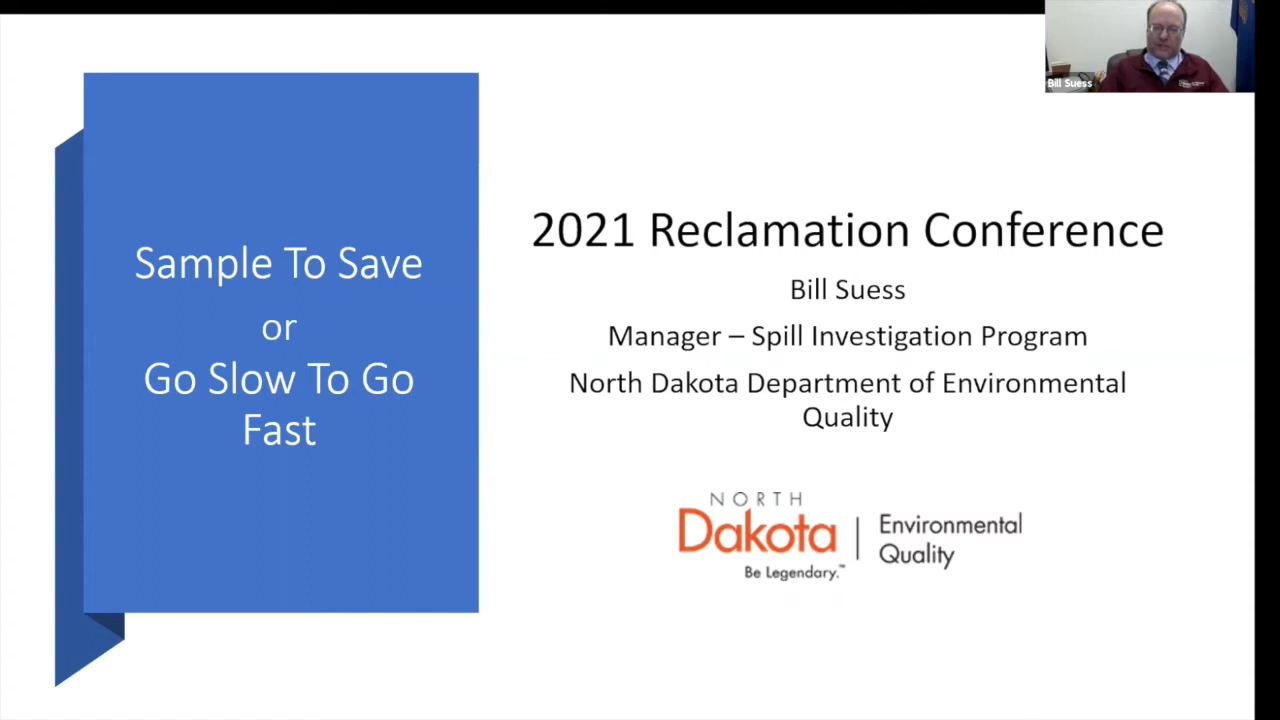 Bill Suess
Sample To Save
or
Go Slow To Go
Fast
2021 Reclamation Conference
Bill Suess
Manager – Spill Investigation Program
North Dakota Department of Environmental
Quality
NORTH
Dakota
Be Legendary.™
Environmental
Quality